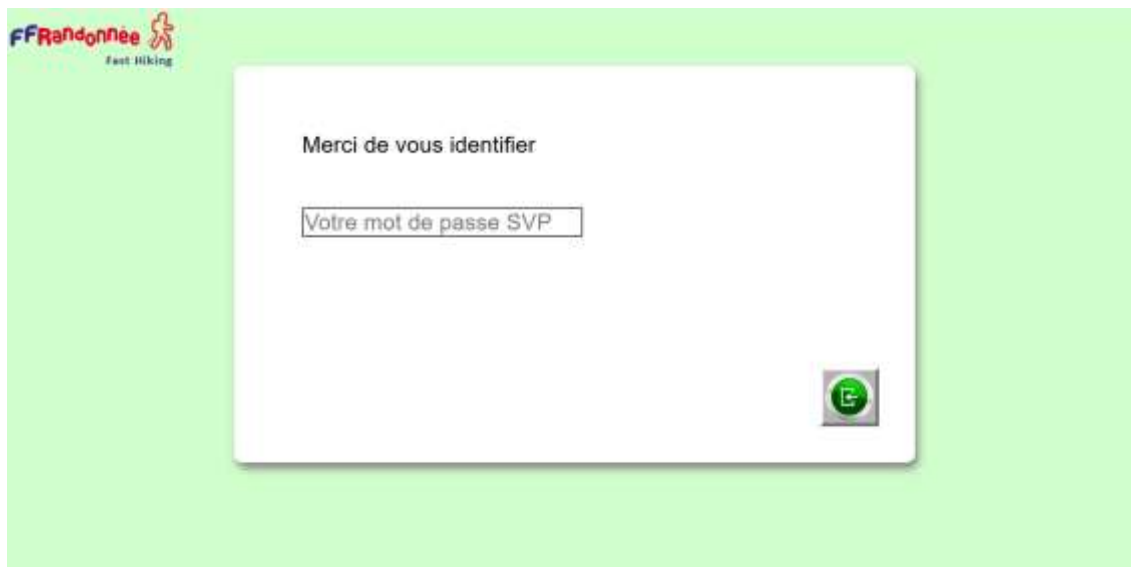 FFRandonnée
Fast Hiking
Merci de vous identifier
Votre mot de passe SVP